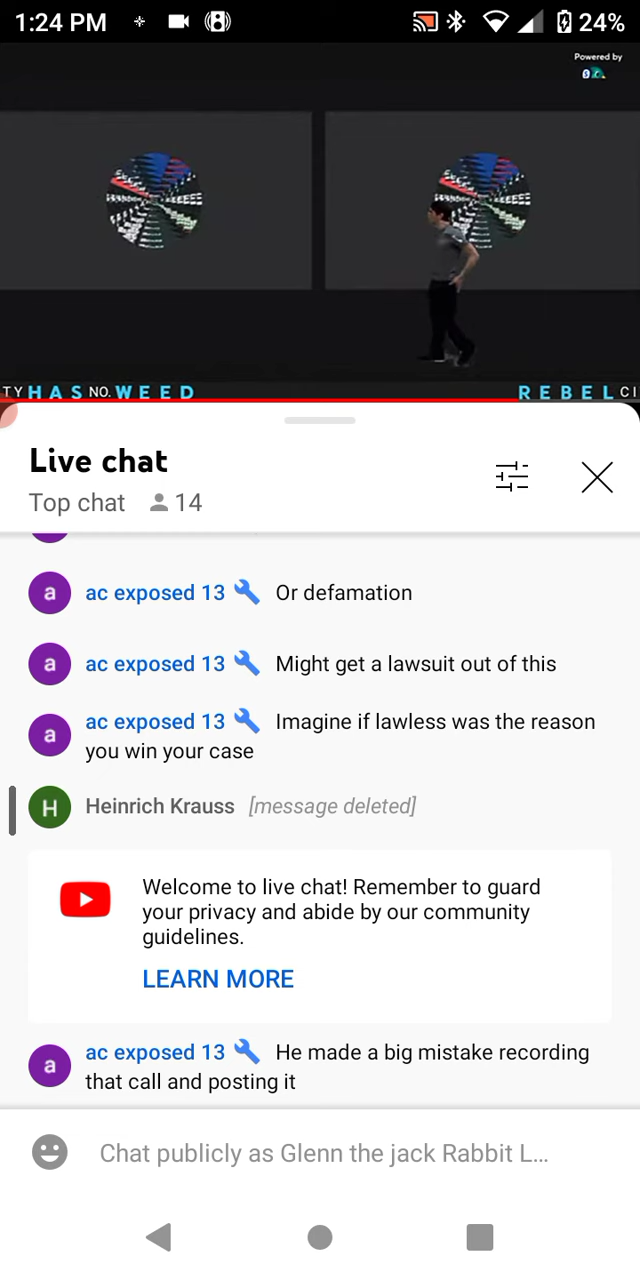 1:24 PM
24%
Powered by
TY HAS NO. WEED
REBEL CI
Live chat
Top chat 14
a ac exposed 13 Or defamation
a ac exposed 13 Might get a lawsuit out of this
a ac exposed 13 Imagine if lawless was the reason
you win your case
H Heinrich Krauss [message deleted]
Welcome to live chat! Remember to guard
your privacy and abide by our community
guidelines.
LEARN MORE
a ac exposed 13 He made a big mistake recording
that call and posting it
Chat publicly as Glenn the jack Rabbit L...